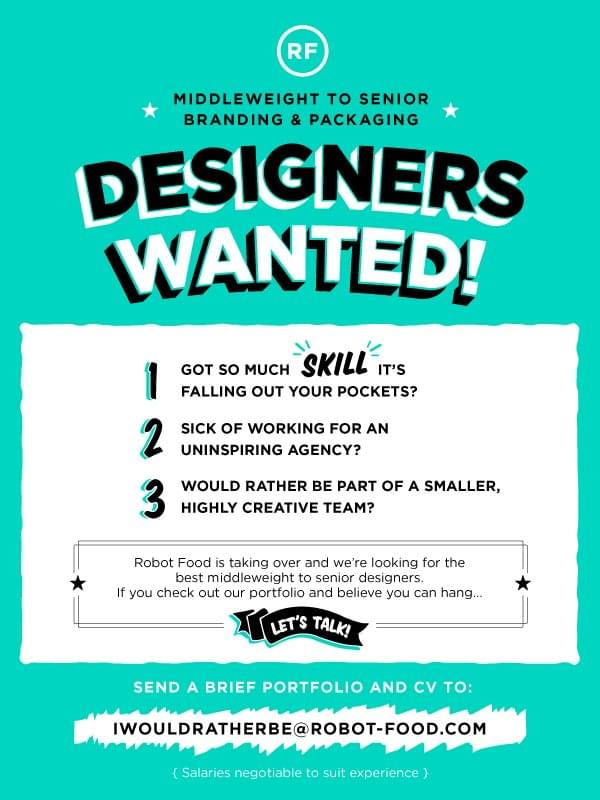 RF
MIDDLEWEIGHT TO SENIOR
BRANDING & PACKAGING
DESIGNERS
WANTED!
1 GOT SO MUCH SKILL IT'S
FALLING OUT YOUR POCKETS?
2 SICK OF WORKING FOR AN
UNINSPIRING AGENCY?
3 WOULD RATHER BE PART OF A SMALLER,
HIGHLY CREATIVE TEAM?
Robot Food is taking over and we're looking for the
best middleweight to senior designers.
If you check out our portfolio and believe you can hang...
LET'S TALK!
SEND A BRIEF PORTFOLIO AND CV TO:
IWOULDRATHERBE@ROBOT-FOOD.COM
{ Salaries negotiable to suit experience }